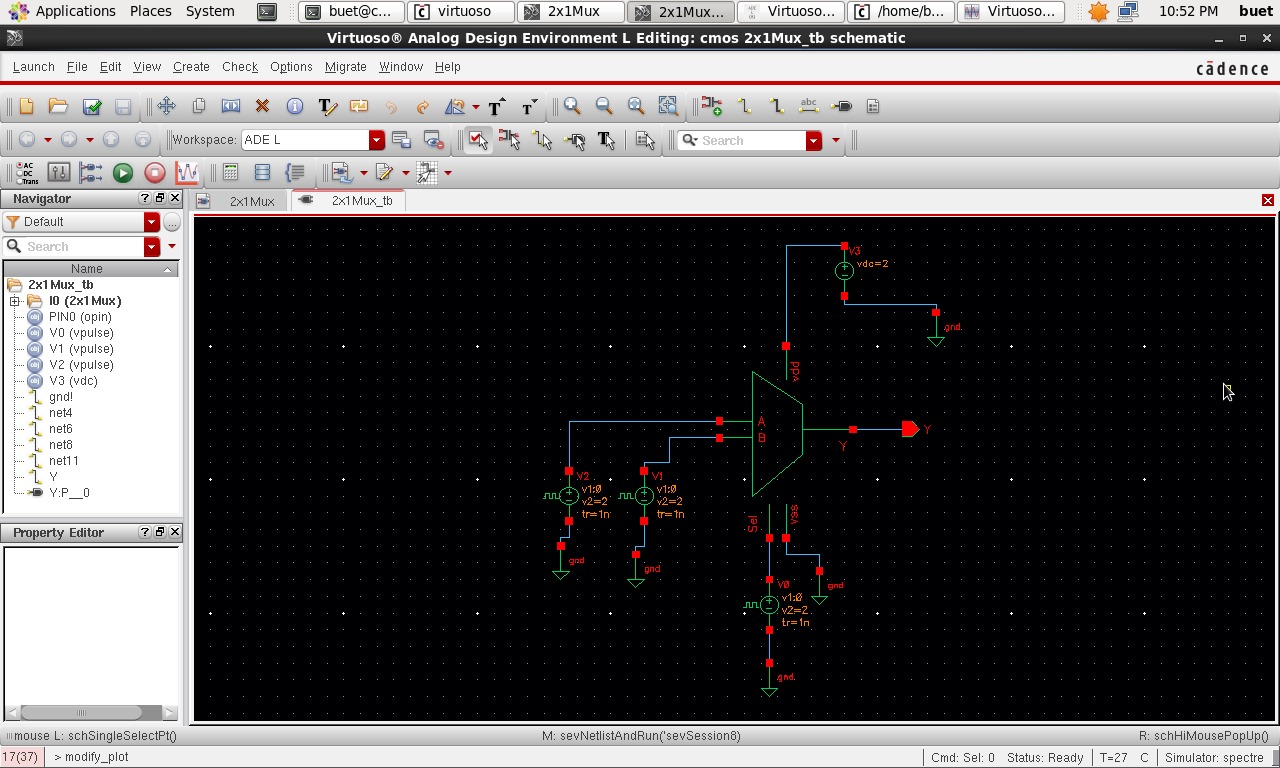 Applications Places System buet@c... virtuoso 2x1Mux 2x1Mux... Virtuoso... /home/b... Virtuoso... 10:52 PM buet
Virtuoso® Analog Design Environment L Editing: cmos 2x1Mux_tb schematic
Launch File Edit View Create Check Options Migrate Window Help cādence
abc
Workspace: ADE L Search
AC
DC
Trans
Navigator 2x1Mux 2x1Mux_tb
Default
Search
Name
2x1Mux_tb
I0 (2x1Mux)
PIN0 (opin)
V0 (vpulse)
V1 (vpulse)
V2 (vpulse)
V3 (vdc)
gnd!
net4
net6
net8
net11
Y
Y:P__0
Property Editor
V3
vdc=2
gnd
vdd
A
B
Y
Y
V2
v1:0
v2=2
tr=1n
gnd
V1
v1:0
v2=2
tr=1n
gnd
Sel
vss
V0
v1:0
v2=2
tr=1n
gnd
gnd
mouse L: schSingleSelectPt() M: sevNetlistAndRun('sevSession8) R: schHiMousePopUp()
17(37) > modify_plot Cmd: Sel: 0 Status: Ready T=27 C Simulator: spectre